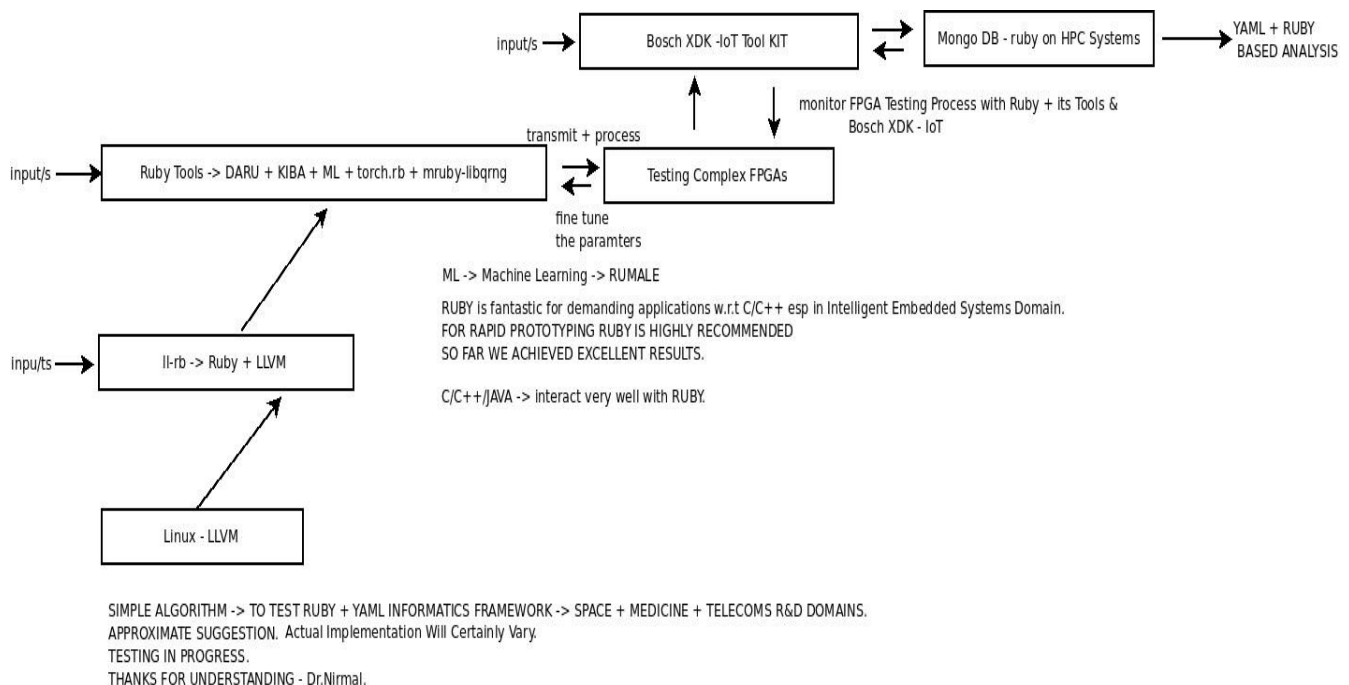 input/s
Bosch XDK -IoT Tool KIT
Mongo DB - ruby on HPC Systems
YAML + RUBY
BASED ANALYSIS
monitor FPGA Testing Process with Ruby + its Tools &
Bosch XDK - IoT
transmit + process
input/s
Ruby Tools -> DARU + KIBA + ML + torch.rb + mruby-libqrng
Testing Complex FPGAs
fine tune
the paramters
ML -> Machine Learning -> RUMALE
RUBY is fantastic for demanding applications w.r.t C/C++ esp in Intelligent Embedded Systems Domain.
FOR RAPID PROTOTYPING RUBY IS HIGHLY RECOMMENDED
SO FAR WE ACHIEVED EXCELLENT RESULTS.
inpu/ts
ll-rb -> Ruby + LLVM
C/C++/JAVA -> interact very well with RUBY.
Linux - LLVM
SIMPLE ALGORITHM -> TO TEST RUBY + YAML INFORMATICS FRAMEWORK -> SPACE + MEDICINE + TELECOMS R&D DOMAINS.
APPROXIMATE SUGGESTION. Actual Implementation Will Certainly Vary.
TESTING IN PROGRESS.
THANKS FOR UNDERSTANDING - Dr.Nirmal.